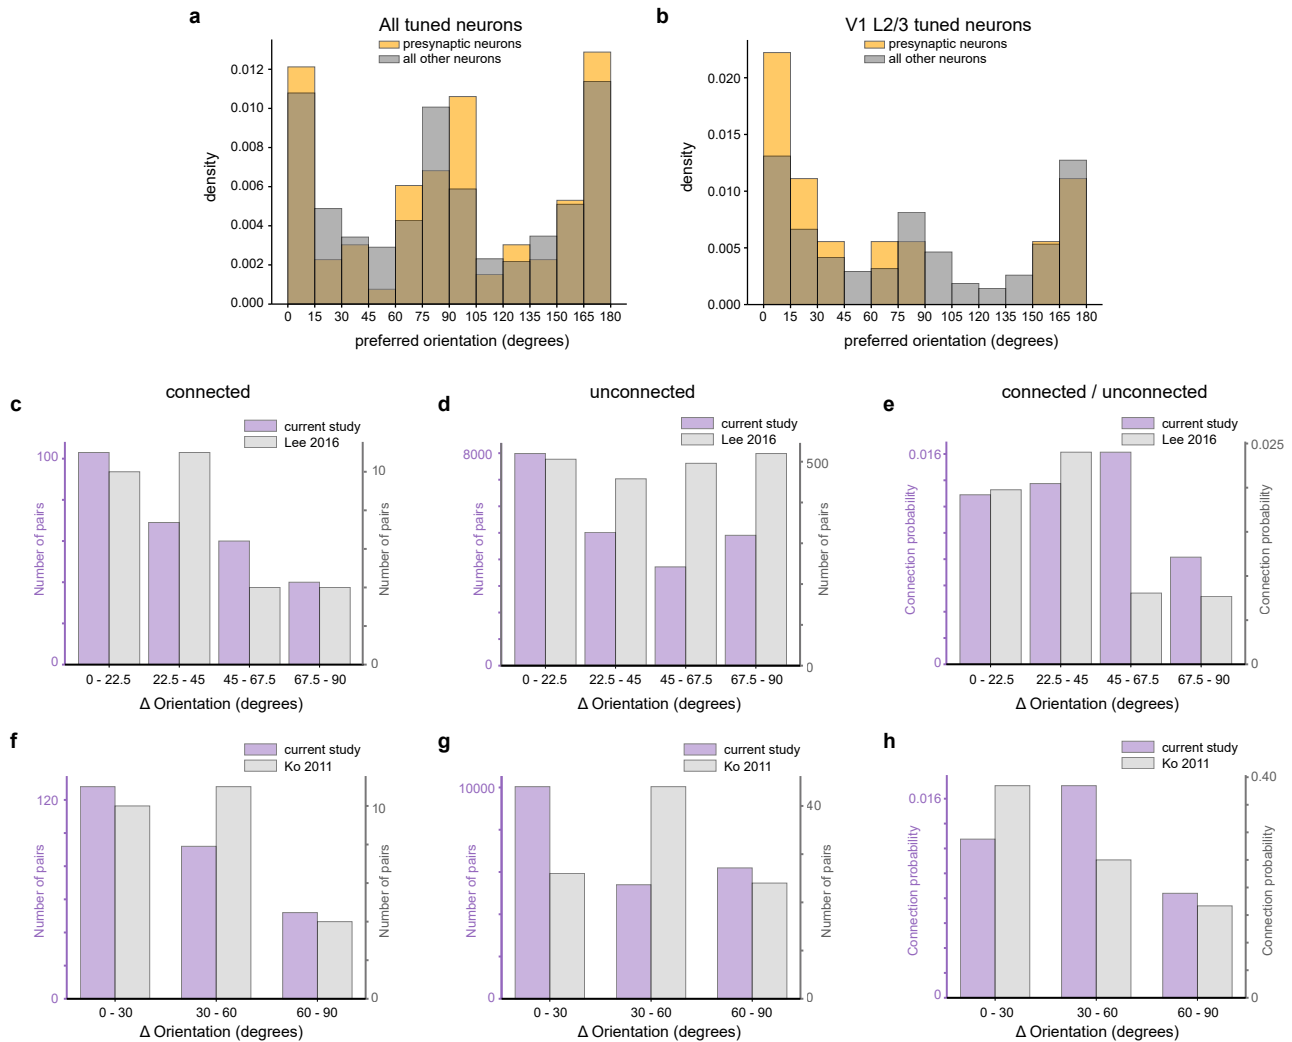 a
All tuned neurons
presynaptic neurons
all other neurons
density
0.012
0.010
0.008
0.006
0.004
0.002
0.000
0 15 30 45 60 75 90 105 120 135 150 165 180
preferred orientation (degrees)
b
V1 L2/3 tuned neurons
presynaptic neurons
all other neurons
density
0.020
0.015
0.010
0.005
0.000
0 15 30 45 60 75 90 105 120 135 150 165 180
preferred orientation (degrees)
c
connected
current study
Lee 2016
Number of pairs
100
0
Number of pairs
10
0
0 - 22.5 22.5 - 45 45 - 67.5 67.5 - 90
Δ Orientation (degrees)
d
unconnected
current study
Lee 2016
Number of pairs
8000
0
Number of pairs
500
0
0 - 22.5 22.5 - 45 45 - 67.5 67.5 - 90
Δ Orientation (degrees)
e
connected / unconnected
current study
Lee 2016
Connection probability
0.016
0
Connection probability
0.025
0
0 - 22.5 22.5 - 45 45 - 67.5 67.5 - 90
Δ Orientation (degrees)
f
current study
Ko 2011
Number of pairs
120
0
Number of pairs
10
0
0 - 30 30 - 60 60 - 90
Δ Orientation (degrees)
g
current study
Ko 2011
Number of pairs
10000
0
Number of pairs
40
0
0 - 30 30 - 60 60 - 90
Δ Orientation (degrees)
h
current study
Ko 2011
Connection probability
0.016
0
Connection probability
0.40
0
0 - 30 30 - 60 60 - 90
Δ Orientation (degrees)